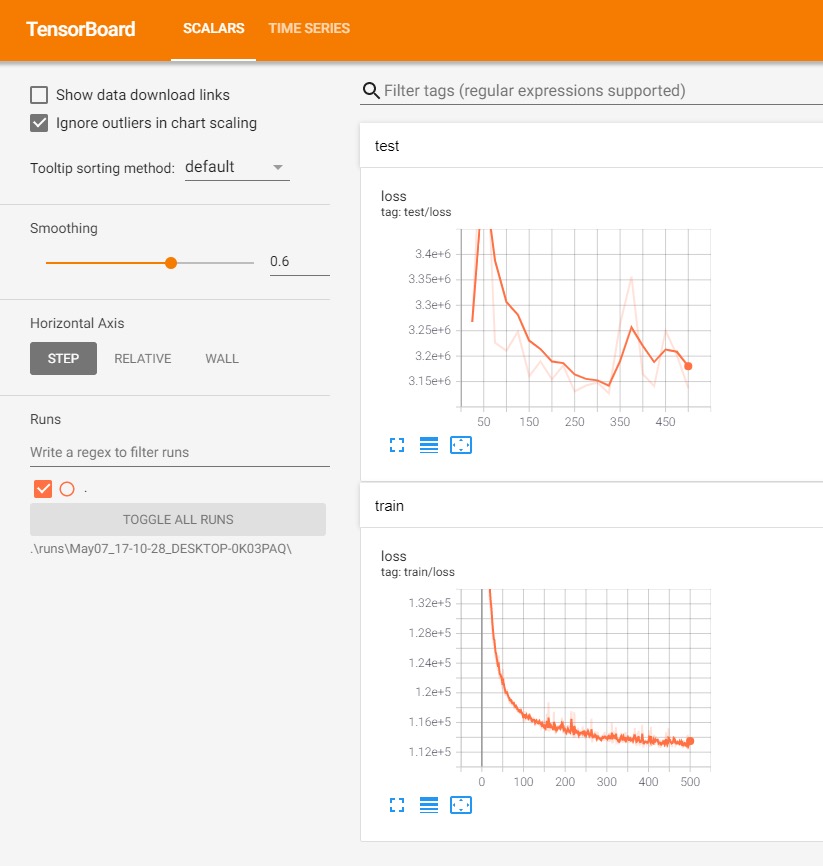 TensorBoard SCALARS TIME SERIES
Show data download links
Ignore outliers in chart scaling
Tooltip sorting method: default
Smoothing
0.6
Horizontal Axis
STEP RELATIVE WALL
Runs
Write a regex to filter runs
.
TOGGLE ALL RUNS
.\runs\May07_17-10-28_DESKTOP-0K03PAQ\
Filter tags (regular expressions supported)
test
loss
tag: test/loss
3.4e+6
3.35e+6
3.3e+6
3.25e+6
3.2e+6
3.15e+6
50 150 250 350 450
train
loss
tag: train/loss
1.32e+5
1.28e+5
1.24e+5
1.2e+5
1.16e+5
1.12e+5
0 100 200 300 400 500